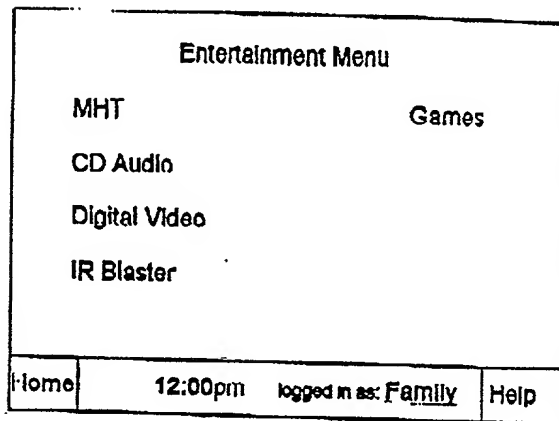 Entertainment Menu
MHT Games
CD Audio
Digital Video
IR Blaster
Home 12:00pm logged in as: Family Help